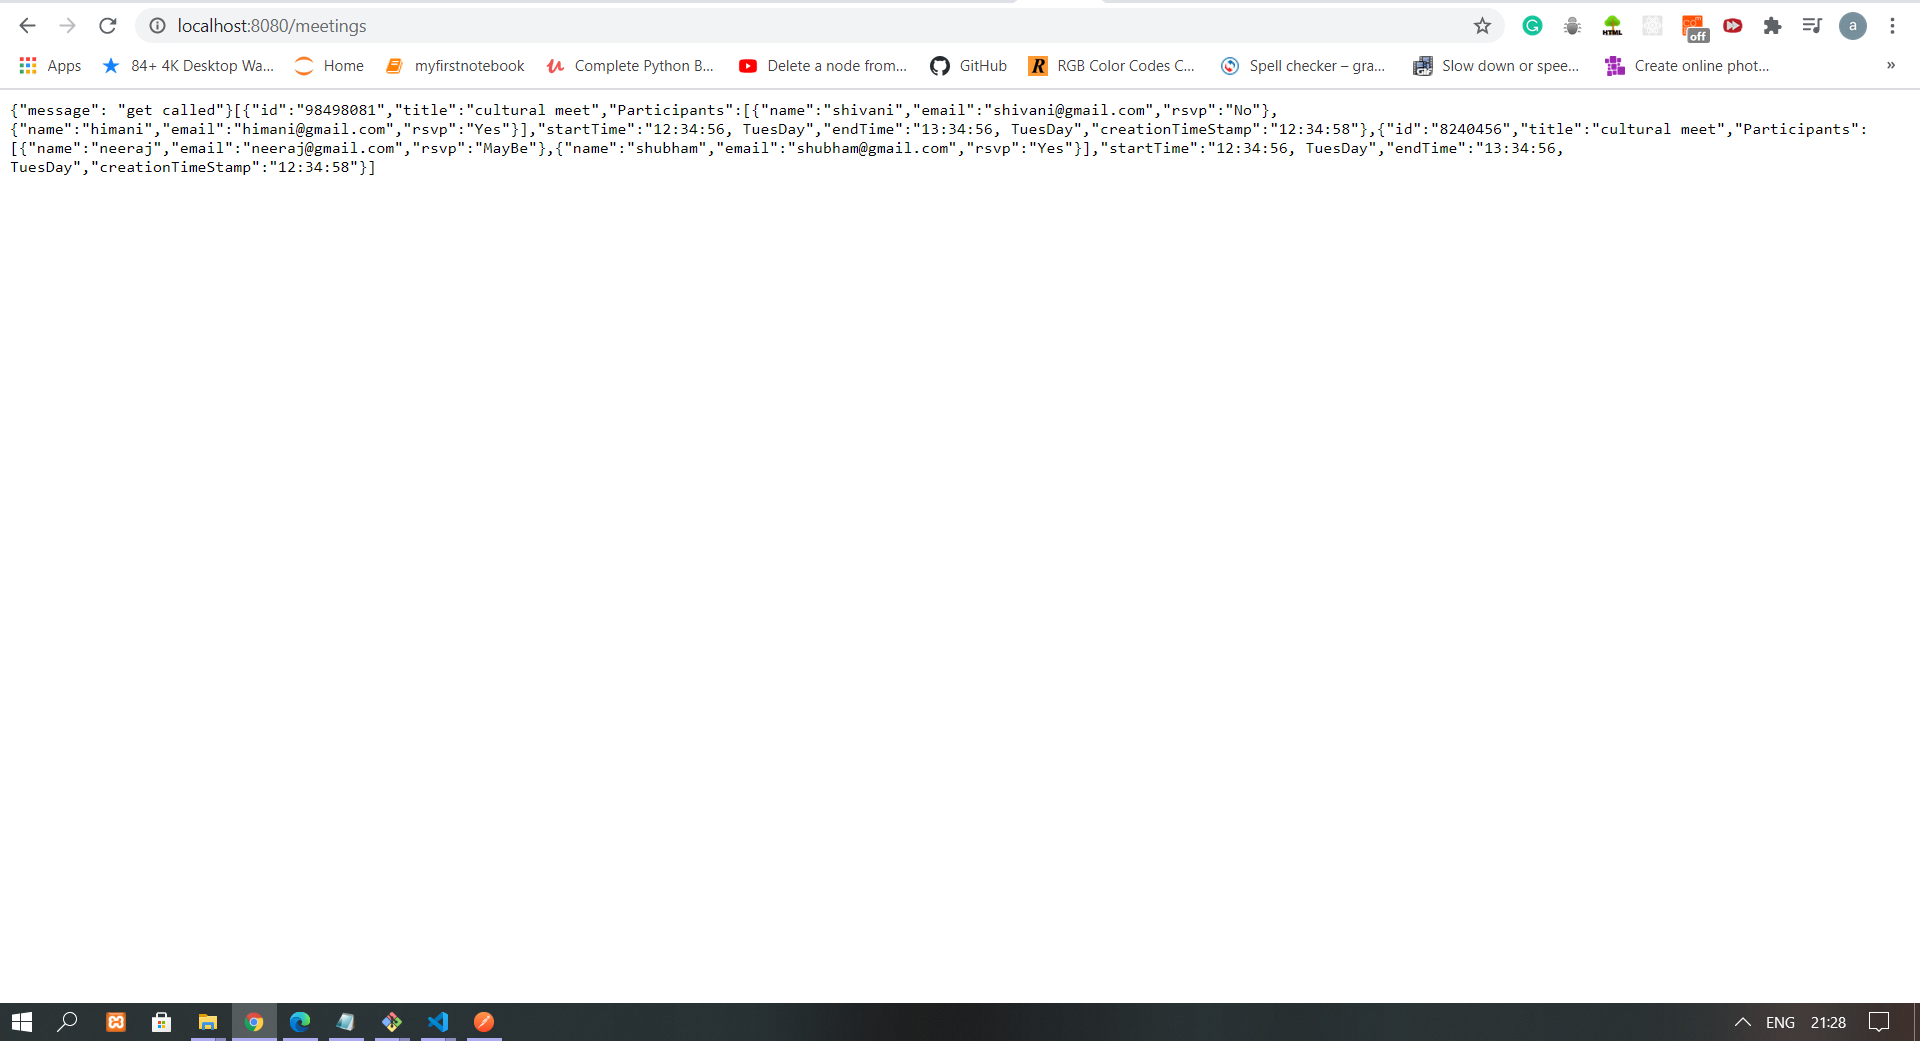 localhost:8080/meetings
off
a
Apps 84+ 4K Desktop Wa... Home myfirstnotebook Complete Python B... Delete a node from... GitHub RGB Color Codes C... Spell checker – gra... Slow down or spee... Create online phot... »
{"message": "get called"}[{"id":"98498081","title":"cultural meet","Participants":[{"name":"shivani","email":"shivani@gmail.com","rsvp":"No"},
{"name":"himani","email":"himani@gmail.com","rsvp":"Yes"}],"startTime":"12:34:56, TuesDay","endTime":"13:34:56, TuesDay","creationTimeStamp":"12:34:58"},{"id":"8240456","title":"cultural meet","Participants":
[{"name":"neeraj","email":"neeraj@gmail.com","rsvp":"MayBe"},{"name":"shubham","email":"shubham@gmail.com","rsvp":"Yes"}],"startTime":"12:34:56, TuesDay","endTime":"13:34:56,
TuesDay","creationTimeStamp":"12:34:58"}]
ENG 21:28